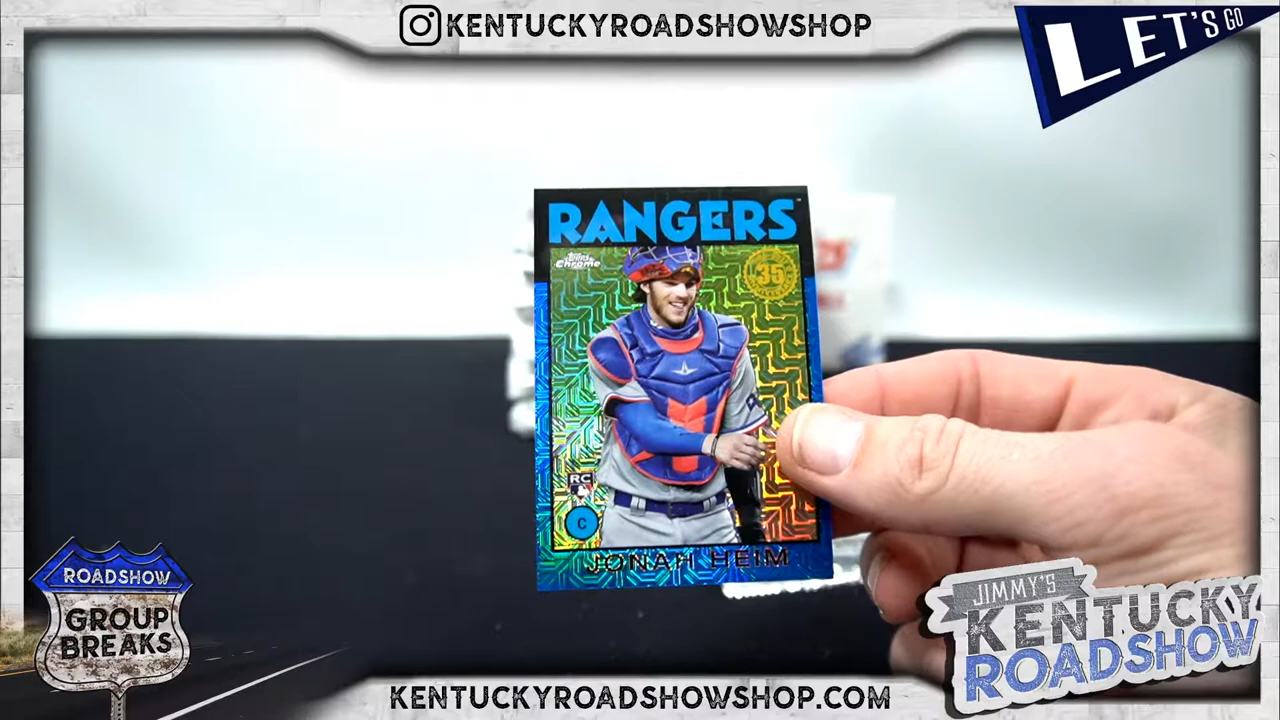 KENTUCKYROADSHOWSHOP
LET'S GO
RANGERS
Topps
Chrome
35
RC
C
JONAH HEIM
ROADSHOW
GROUP
BREAKS
JIMMY'S
KENTUCKY
ROADSHOW
KENTUCKYROADSHOWSHOP.COM